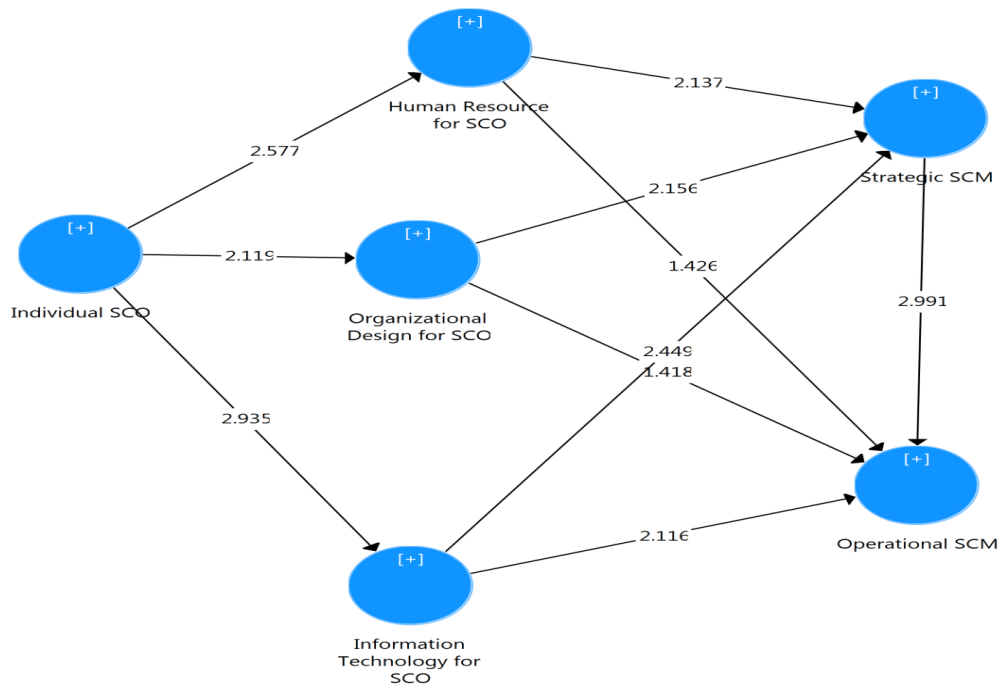 [+]
Human Resource
for SCO
2.137
[+]
Strategic SCM
2.577
2.156
[+]
Individual SCO
2.119
[+]
Organizational
Design for SCO
1.426
2.991
2.449
1.418
2.935
[+]
Operational SCM
2.116
[+]
Information
Technology for
SCO